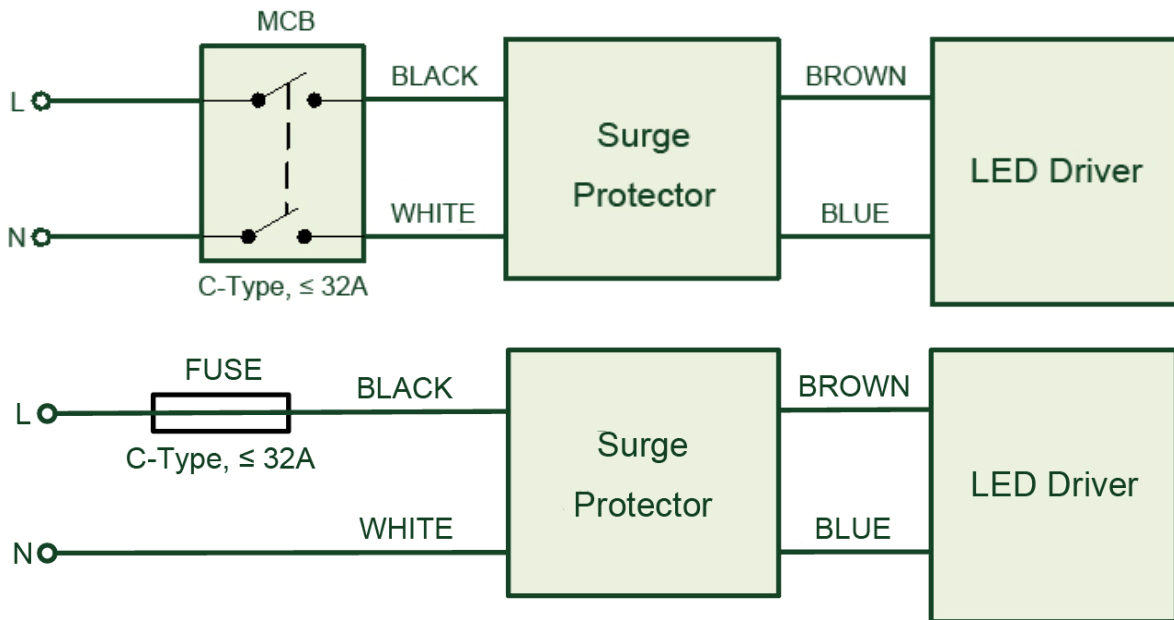 MCB
L
BLACK
BROWN
Surge
Protector
LED Driver
N
WHITE
BLUE
C-Type, ≤ 32A
FUSE
L
BLACK
BROWN
C-Type, ≤ 32A
Surge
Protector
LED Driver
N
WHITE
BLUE